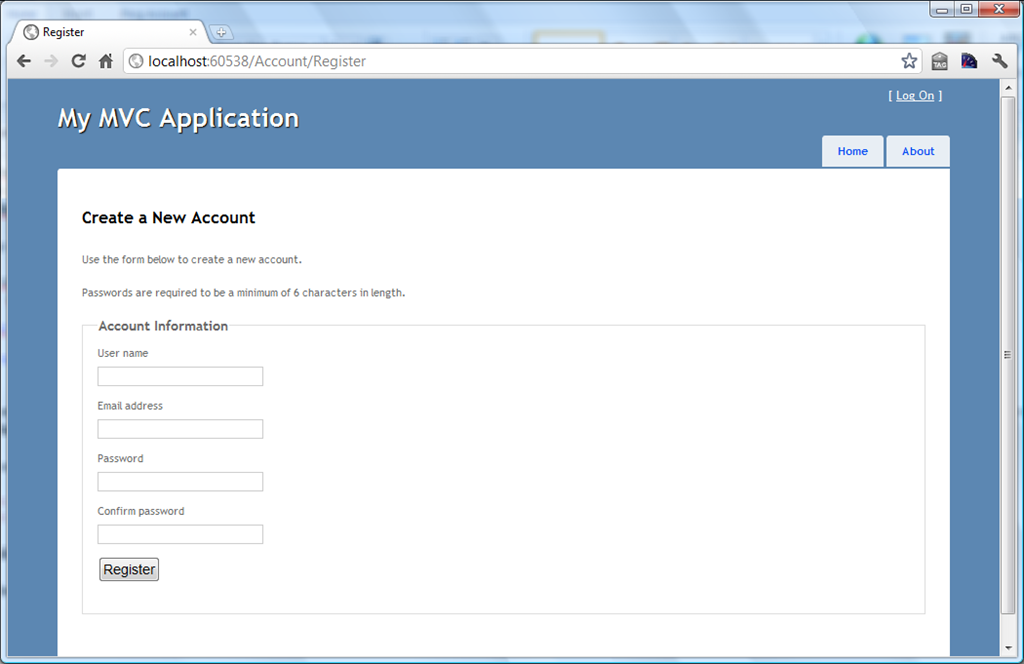 Register
localhost:60538/Account/Register
TAG
[ Log On ]
My MVC Application
Home About
Create a New Account
Use the form below to create a new account.
Passwords are required to be a minimum of 6 characters in length.
Account Information
User name
Email address
Password
Confirm password
Register